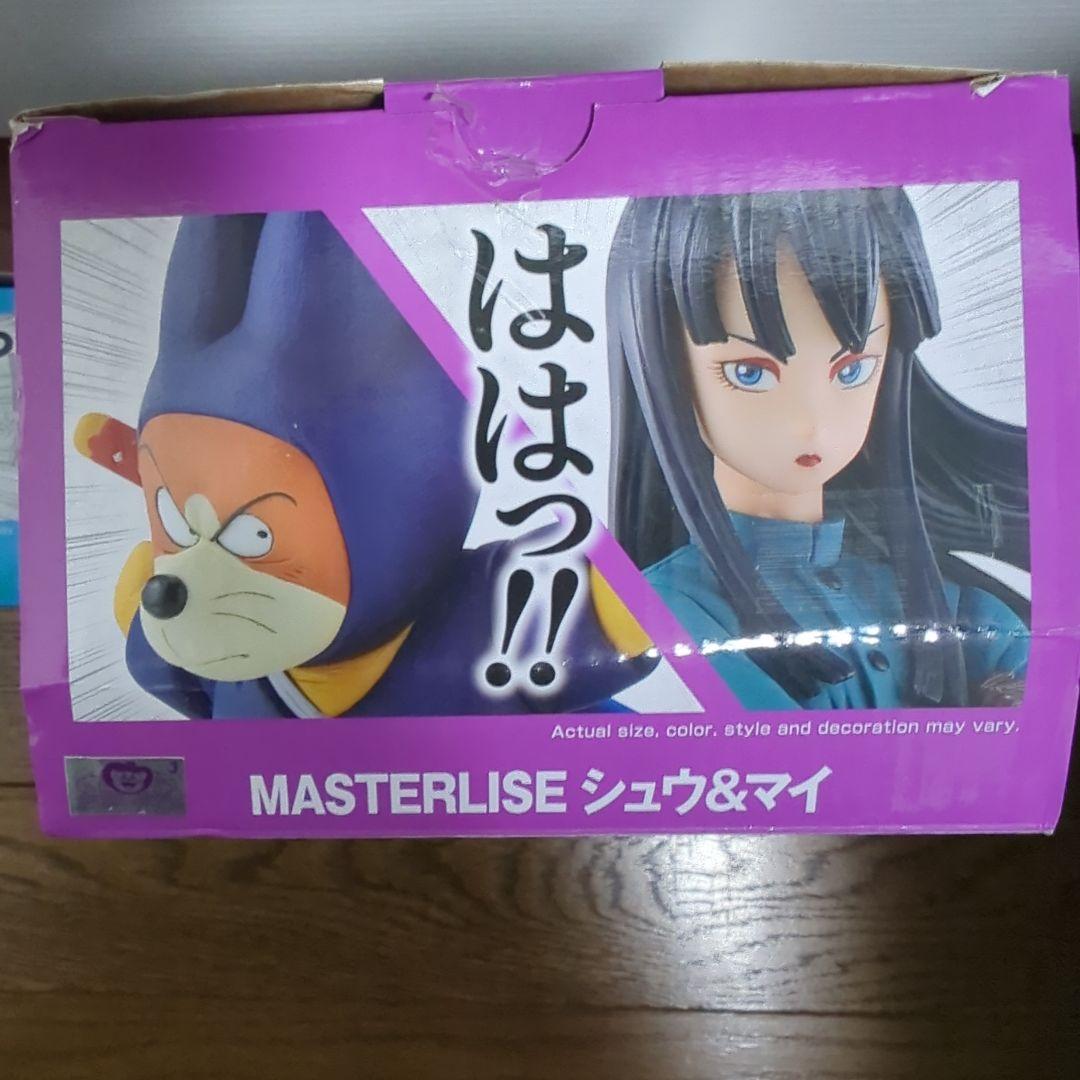 ははっ!!
Actual size, color, style and decoration may vary.
MASTERLISE シュウ&マイ